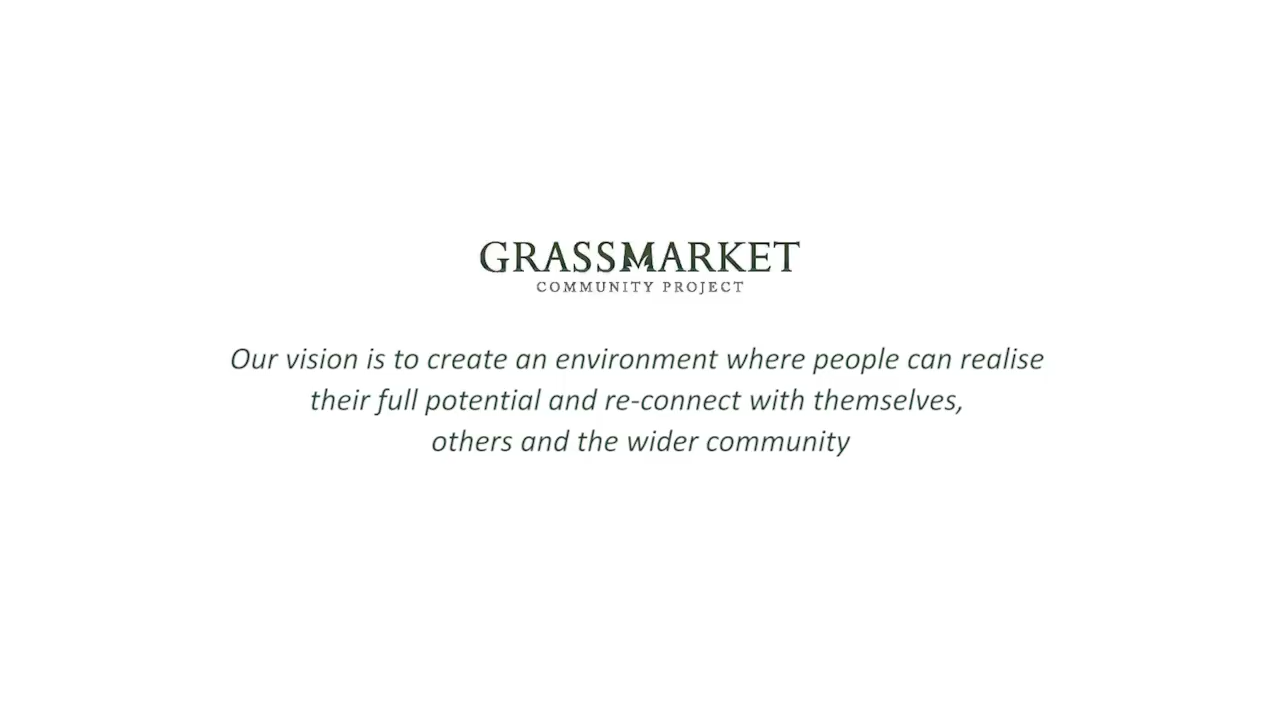 GRASSMARKET
COMMUNITY PROJECT
Our vision is to create an environment where people can realise
their full potential and re-connect with themselves,
others and the wider community